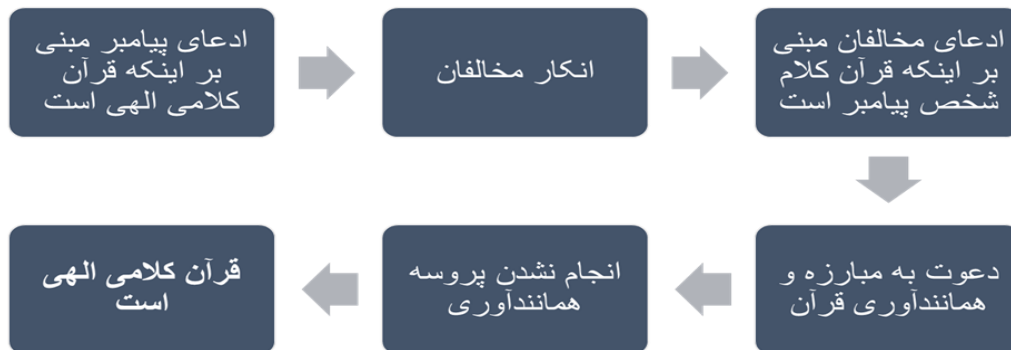 ادعای پیامبر مبنی
بر اینکه قرآن
کلامی الهی است
انکار مخالفان
ادعای مخالفان مبنی
بر اینکه قرآن کلام
شخص پیامبر است
دعوت به مبارزه و
همانندآوری قرآن
انجام نشدن پروسه
همانندآوری
قرآن کلامی الهی
است